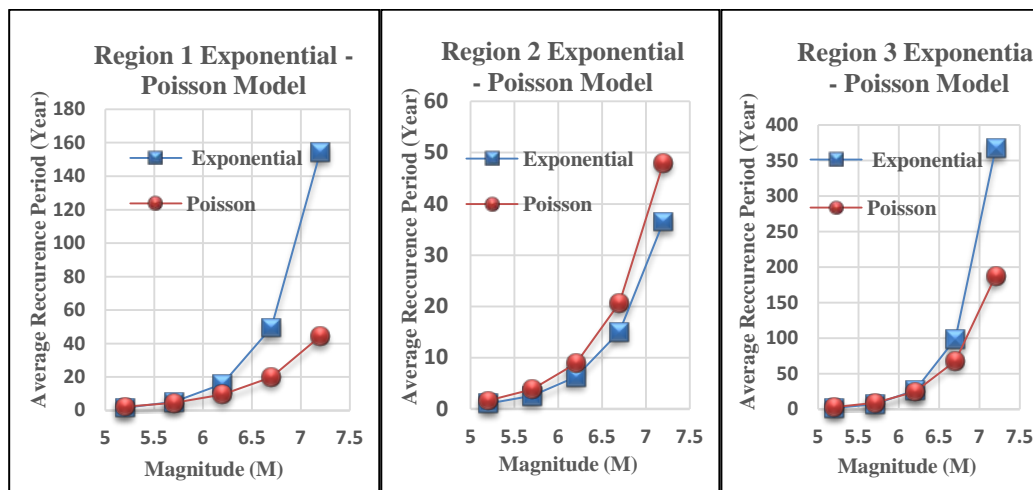 Region 1 Exponential -
Poisson Model
Average Reccurence Period (Year)
180
160
140
120
100
80
60
40
20
0
Exponential
Poisson
5 5.5 6 6.5 7 7.5
Magnitude (M)
Region 2 Exponential
- Poisson Model
Average Reccurence Period (Year)
60
50
40
30
20
10
0
Exponential
Poisson
5 5.5 6 6.5 7 7.5
Magnitude (M)
Region 3 Exponentia
- Poisson Model
Average Reccurence Period (Year)
400
350
300
250
200
150
100
50
0
Exponential
Poisson
5 5.5 6 6.5 7 7.5
Magnitude (M)